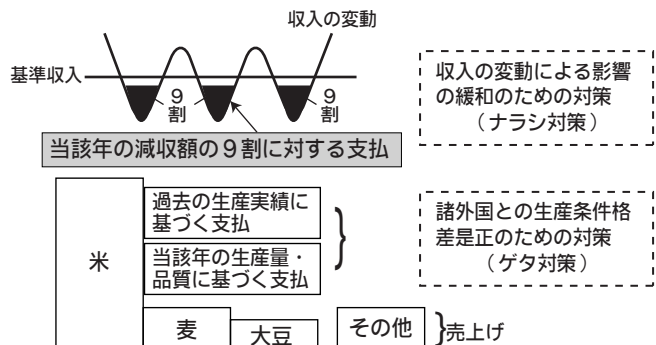 収入の変動
基準収入
9
割
9
割
当該年の減収額の9割に対する支払
収入の変動による影響
の緩和のための対策
(ナラシ対策)
米
過去の生産実績に
基づく支払
当該年の生産量・
品質に基づく支払
諸外国との生産条件格
差是正のための対策
(ゲタ対策)
麦
大豆
その他
売上げ